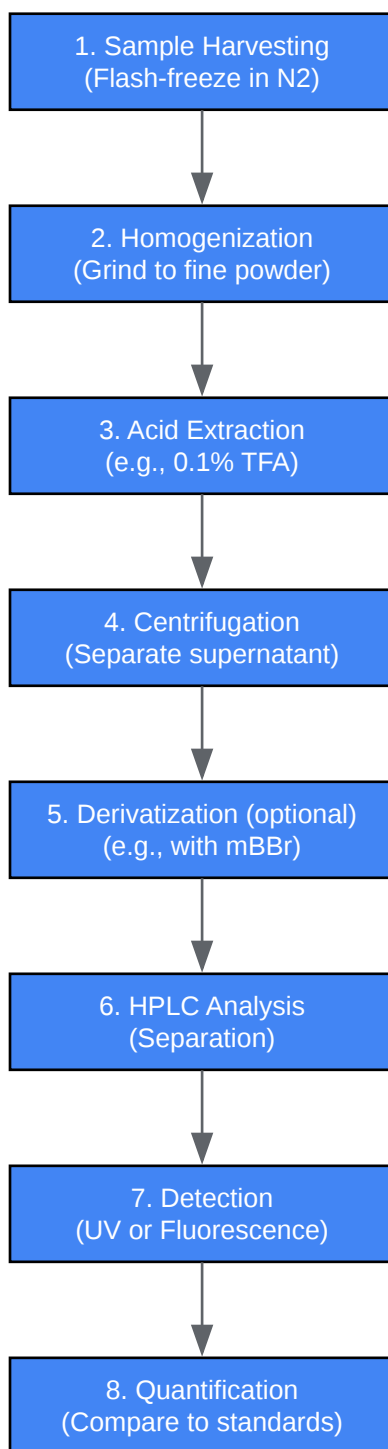 1. Sample Harvesting
(Flash-freeze in N2)
2. Homogenization
(Grind to fine powder)
3. Acid Extraction
(e.g., 0.1% TFA)
4. Centrifugation
(Separate supernatant)
5. Derivatization (optional)
(e.g., with mBBr)
6. HPLC Analysis
(Separation)
7. Detection
(UV or Fluorescence)
8. Quantification
(Compare to standards)